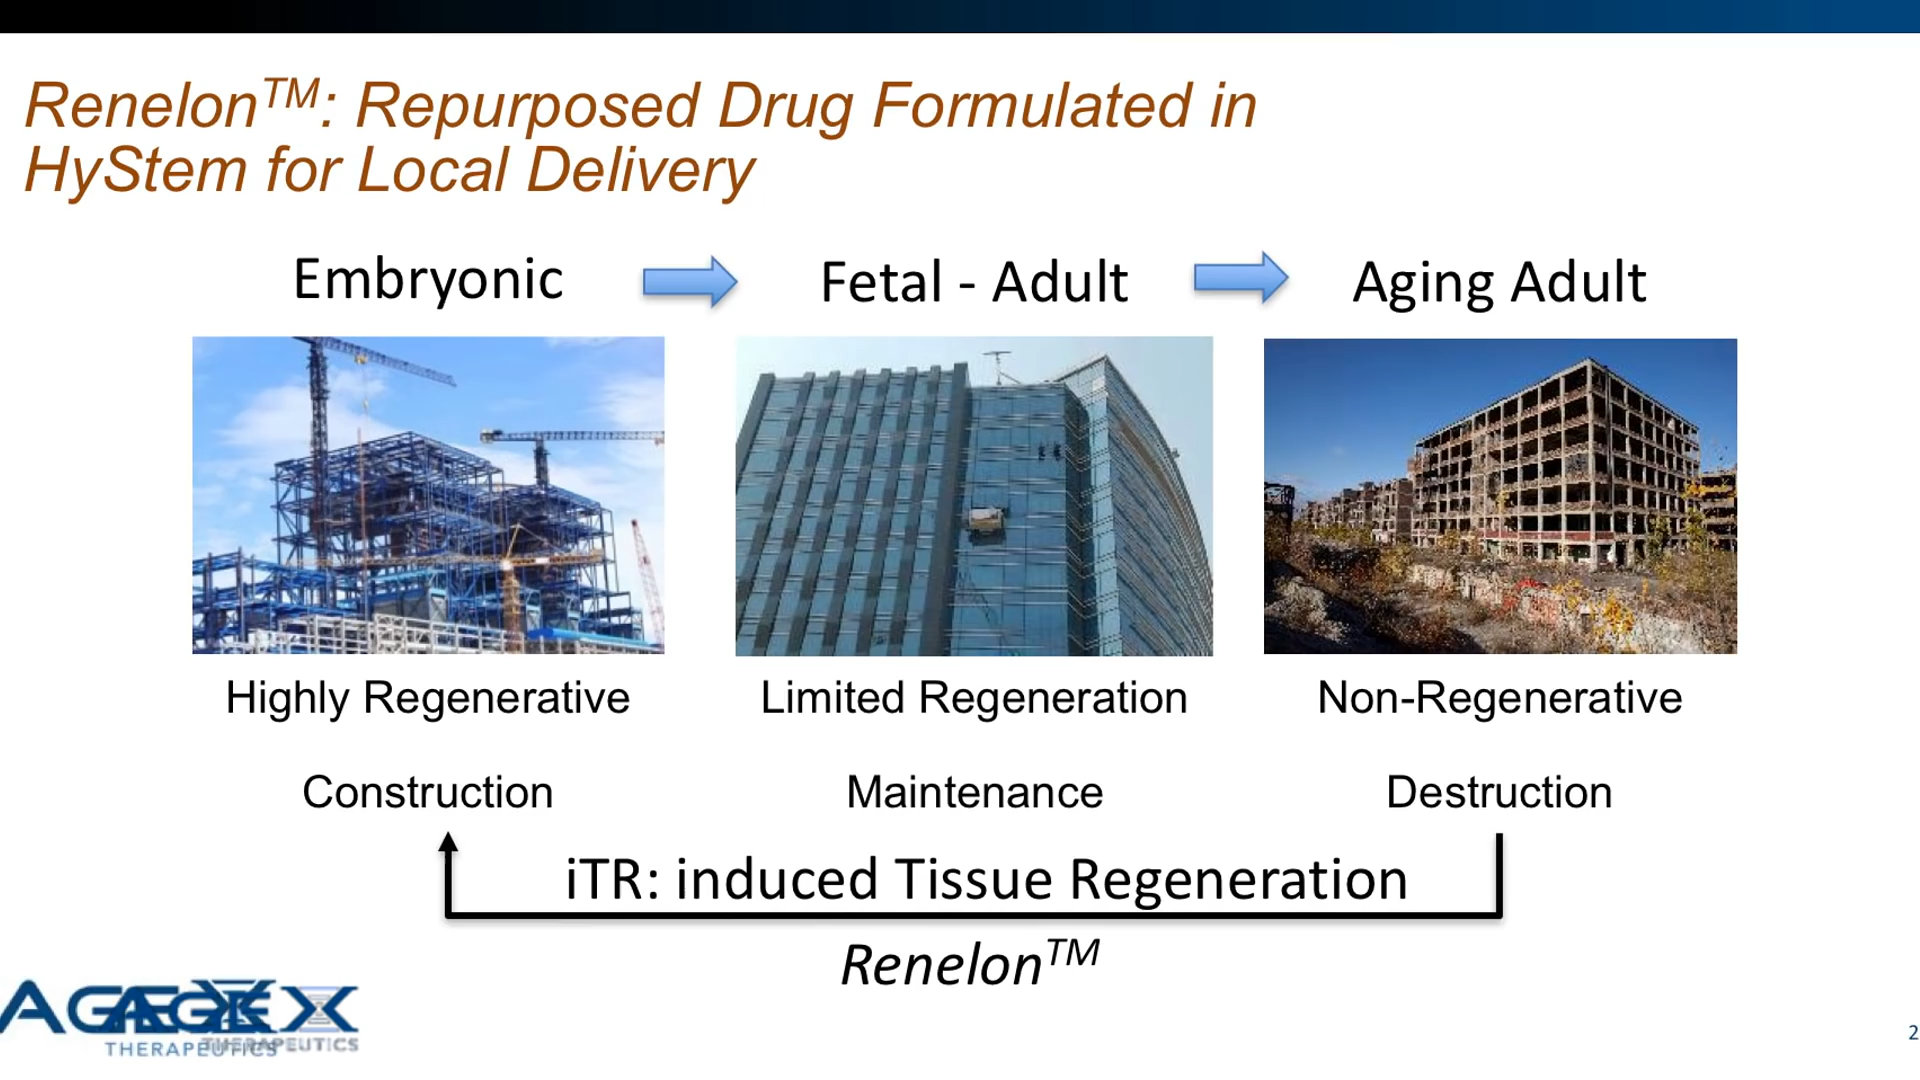 Renelon™: Repurposed Drug Formulated in
HyStem for Local Delivery
Embryonic
Fetal - Adult
Aging Adult
Highly Regenerative
Limited Regeneration
Non-Regenerative
Construction
Maintenance
Destruction
iTR: induced Tissue Regeneration
Renelon™
THERAPEUTICS
2